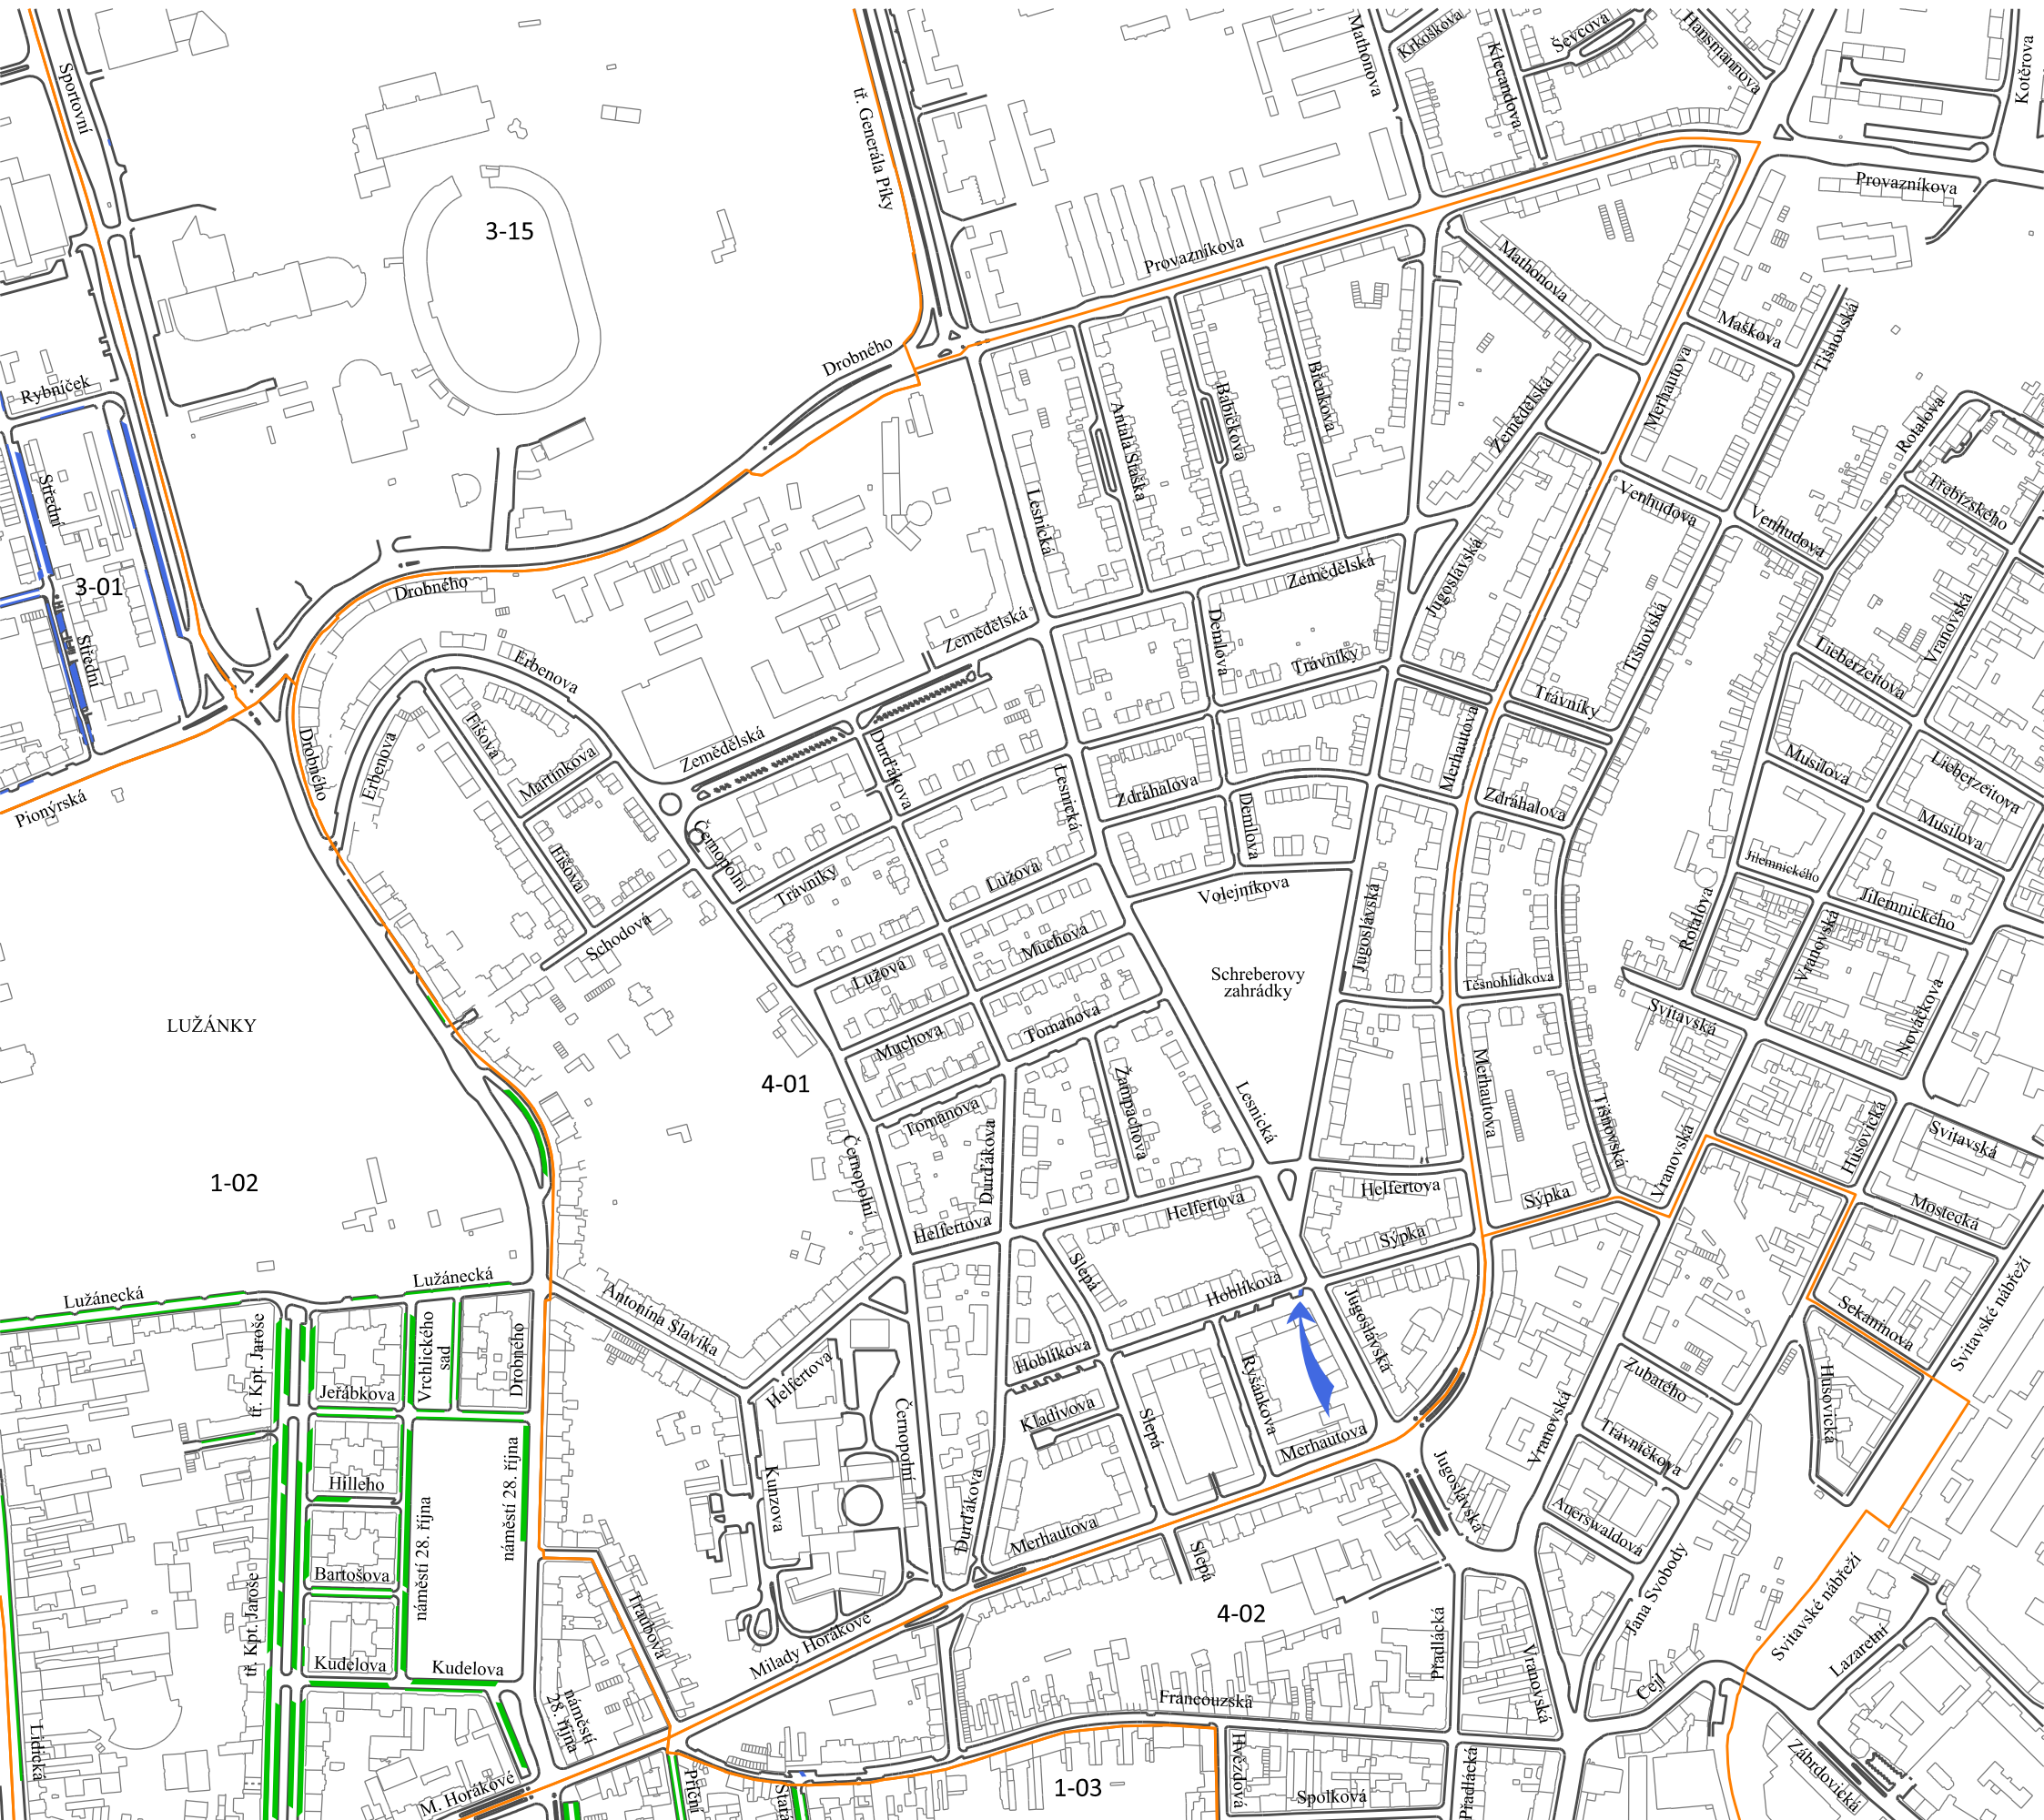 Mathonova
Krkoškova
Klecandova
Ševcova
Hansmannova
Kotěrova
Sportovní
tř. Generála Píky
Provazníkova
3-15
Provazníkova
Mathonova
Maškova
Tišnovská
Drobného
Rybníček
Merhautova
Antala Staška
Babičkova
Břenkova
Zemědělská
Rotalova
Třebízského
Střední
Lesnická
Venhudova
Venhudova
3-01
Drobného
Zemědělská
Jugoslávská
Střední
Zemědělská
Demlova
Trávníky
Tišnovská
Vranovská
Lieberzeitova
Erbenova
Fišova
Martinkova
Drobného
Erbenova
Zemědělská
Durďákova
Trávníky
Merhautova
Musilova
Lieberzeitova
Pionýrská
Lesnická
Zdráhalova
Demlova
Zdráhalova
Musilova
Černopolní
Fišova
Trávníky
Lužova
Volejníkova
Jilemnického
Jilemnického
Schodová
Jugoslávská
Rotalova
Vranovská
Muchova
Lužova
Schreberovy
zahrádky
Těsnohlídkova
LUŽÁNKY
Tomanova
Muchova
Svitavská
Nováčkova
4-01
Žampachova
Lesnická
Merhautova
Tišnovská
Tomanova
Durďákova
Černopolní
Vranovská
Husovická
Svitavská
1-02
Helfertova
Helfertova
Helfertova
Sýpka
Sýpka
Mostecká
Lužánecká
Lužánecká
Slepá
Hoblíkova
Antonína Slavíka
Jugoslávská
Sekaninova
Svitavské nábřeží
tř. Kpt. Jaroše
Jeřábkova
Vrchlického
sad
Drobného
Helfertova
Hoblíkova
Kladivova
Slepá
Ryšánkova
Merhautova
Zubatého
Husovická
Černopolní
Vranovská
Trávníčkova
Hilleho
náměstí 28. října
náměstí 28. října
Kunzova
Durďákova
Merhautova
Slepá
Jugoslávská
Auerswaldova
Bartošova
tř. Kpt. Jaroše
Traubova
Milady Horákové
4-02
Přadlácká
Vranovská
Jana Svobody
Svitavské nábřeží
Lazaretní
Kudelova
Kudelova
náměstí
28. října
Francouzská
Cejl
Lidická
M. Horákové
Příční
Stará
1-03
Hvězdová
Spolková
Přadlácká
Zábrdovická